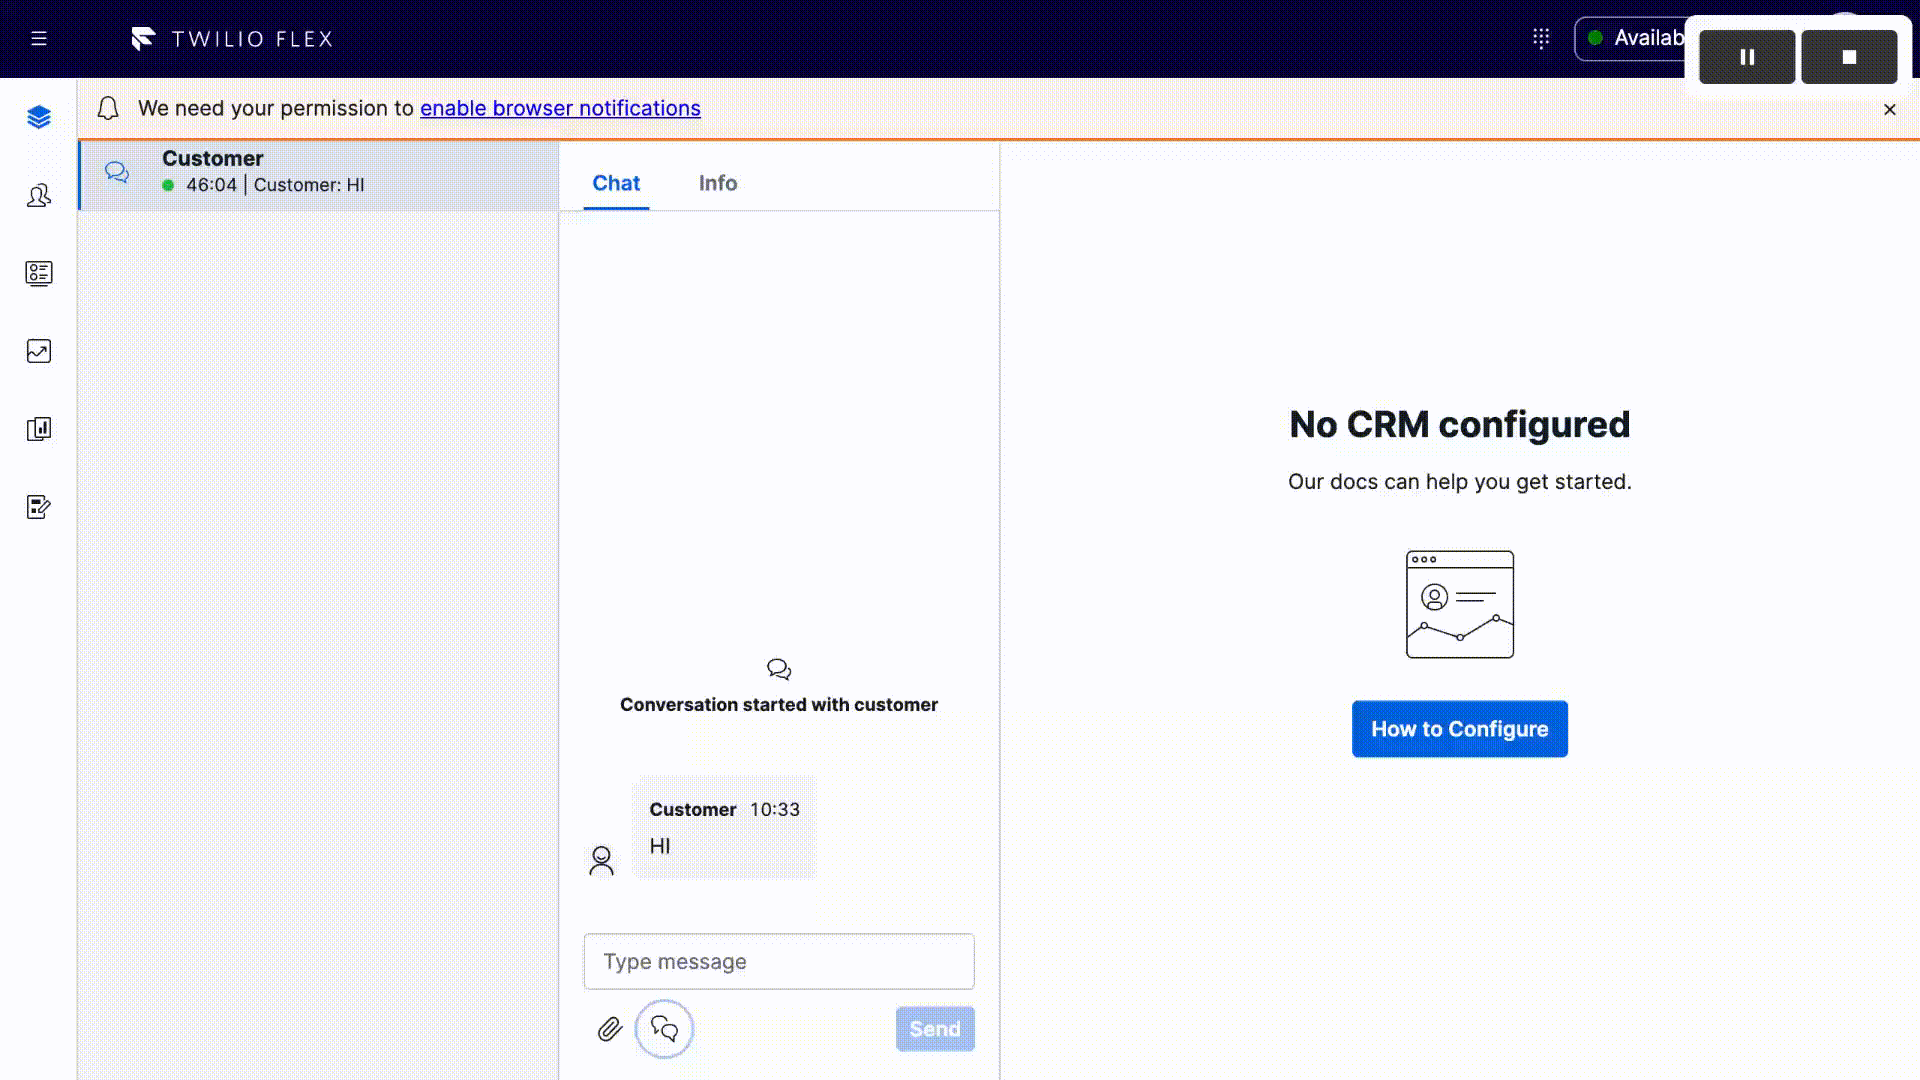 TWILIO FLEX
Availab
We need your permission to enable browser notifications
Customer
46:04 | Customer: HI
Chat
Info
Conversation started with customer
Customer 10:33
HI
Type message
Send
No CRM configured
Our docs can help you get started.
How to Configure